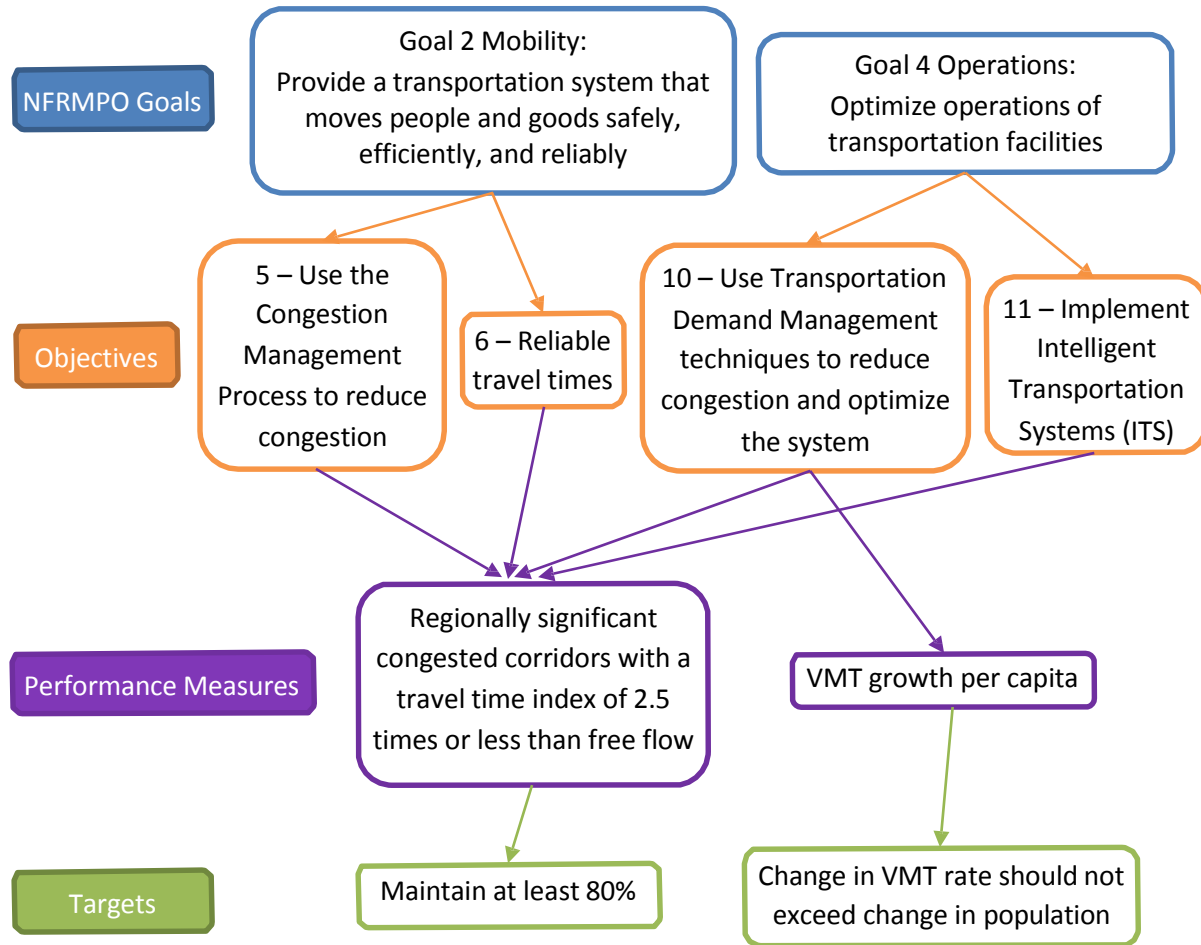 NFRMPO Goals
Goal 2 Mobility:
Provide a transportation system that
moves people and goods safely,
efficiently, and reliably
Goal 4 Operations:
Optimize operations of
transportation facilities
Objectives
5 – Use the
Congestion
Management
Process to reduce
congestion
6 – Reliable
travel times
10 – Use Transportation
Demand Management
techniques to reduce
congestion and optimize
the system
11 – Implement
Intelligent
Transportation
Systems (ITS)
Performance Measures
Regionally significant
congested corridors with a
travel time index of 2.5
times or less than free flow
VMT growth per capita
Targets
Maintain at least 80%
Change in VMT rate should not
exceed change in population